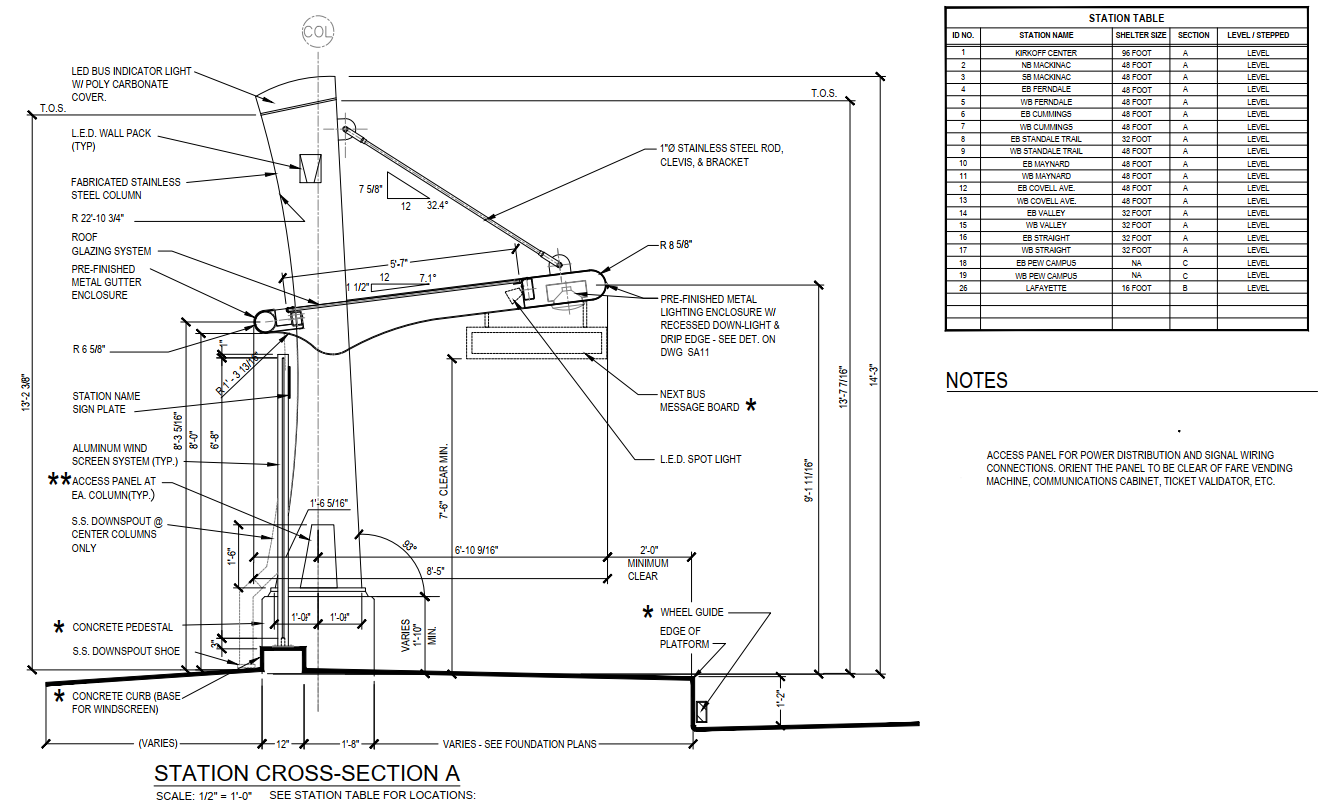 COL
LED BUS INDICATOR LIGHT
W/ POLY CARBONATE
COVER.
T.O.S.
T.O.S.
L.E.D. WALL PACK
(TYP)
FABRICATED STAINLESS
STEEL COLUMN
R 22'-10 3/4"
ROOF
GLAZING SYSTEM
PRE-FINISHED
METAL GUTTER
ENCLOSURE
R 6 5/8"
STATION NAME
SIGN PLATE
ALUMINUM WIND
SCREEN SYSTEM (TYP.)
**ACCESS PANEL AT
EA. COLUMN(TYP.)
S.S. DOWNSPOUT @
CENTER COLUMNS
ONLY
* CONCRETE PEDESTAL
S.S. DOWNSPOUT SHOE
* CONCRETE CURB (BASE
FOR WINDSCREEN)
1"Ø STAINLESS STEEL ROD,
CLEVIS, & BRACKET
7 5/8"
12
32.4°
R 8 5/8"
5'-7"
12
1 1/2"
7.1°
PRE-FINISHED METAL
LIGHTING ENCLOSURE W/
RECESSED DOWN-LIGHT &
DRIP EDGE - SEE DET. ON
DWG SA11
NEXT BUS
MESSAGE BOARD *
L.E.D. SPOT LIGHT
13'-2 3/8"
8'-3 5/16"
8'-0"
6'-8"
1"
R 1' - 3 13/16"
7'-6" CLEAR MIN.
9'-1 11/16"
13'-7 7/16"
14'-3"
1'-6 5/16"
1'-6"
93°
6'-10 9/16"
2'-0"
MINIMUM
CLEAR
8'-5"
1'-0"
1'-0"
VARIES
1'-10"
MIN.
3"
* WHEEL GUIDE
EDGE OF
PLATFORM
1'-2"
(VARIES)
12"
1'-8"
VARIES - SEE FOUNDATION PLANS
STATION CROSS-SECTION A
SCALE: 1/2" = 1'-0" SEE STATION TABLE FOR LOCATIONS:
STATION TABLE
ID NO. STATION NAME SHELTER SIZE SECTION LEVEL / STEPPED
1 KIRKOFF CENTER 96 FOOT A LEVEL
2 NB MACKINAC 48 FOOT A LEVEL
3 SB MACKINAC 48 FOOT A LEVEL
4 EB FERNDALE 48 FOOT A LEVEL
5 WB FERNDALE 48 FOOT A LEVEL
6 EB CUMMINGS 48 FOOT A LEVEL
7 WB CUMMINGS 48 FOOT A LEVEL
8 EB STANDALE TRAIL 32 FOOT A LEVEL
9 WB STANDALE TRAIL 48 FOOT A LEVEL
10 EB MAYNARD 48 FOOT A LEVEL
11 WB MAYNARD 48 FOOT A LEVEL
12 EB COVELL AVE. 48 FOOT A LEVEL
13 WB COVELL AVE. 48 FOOT A LEVEL
14 EB VALLEY 32 FOOT A LEVEL
15 WB VALLEY 32 FOOT A LEVEL
16 EB STRAIGHT 32 FOOT A LEVEL
17 WB STRAIGHT 32 FOOT A LEVEL
18 EB PEW CAMPUS NA C LEVEL
19 WB PEW CAMPUS NA C LEVEL
26 LAFAYETTE 16 FOOT B LEVEL
NOTES
ACCESS PANEL FOR POWER DISTRIBUTION AND SIGNAL WIRING
CONNECTIONS. ORIENT THE PANEL TO BE CLEAR OF FARE VENDING
MACHINE, COMMUNICATIONS CABINET, TICKET VALIDATOR, ETC.